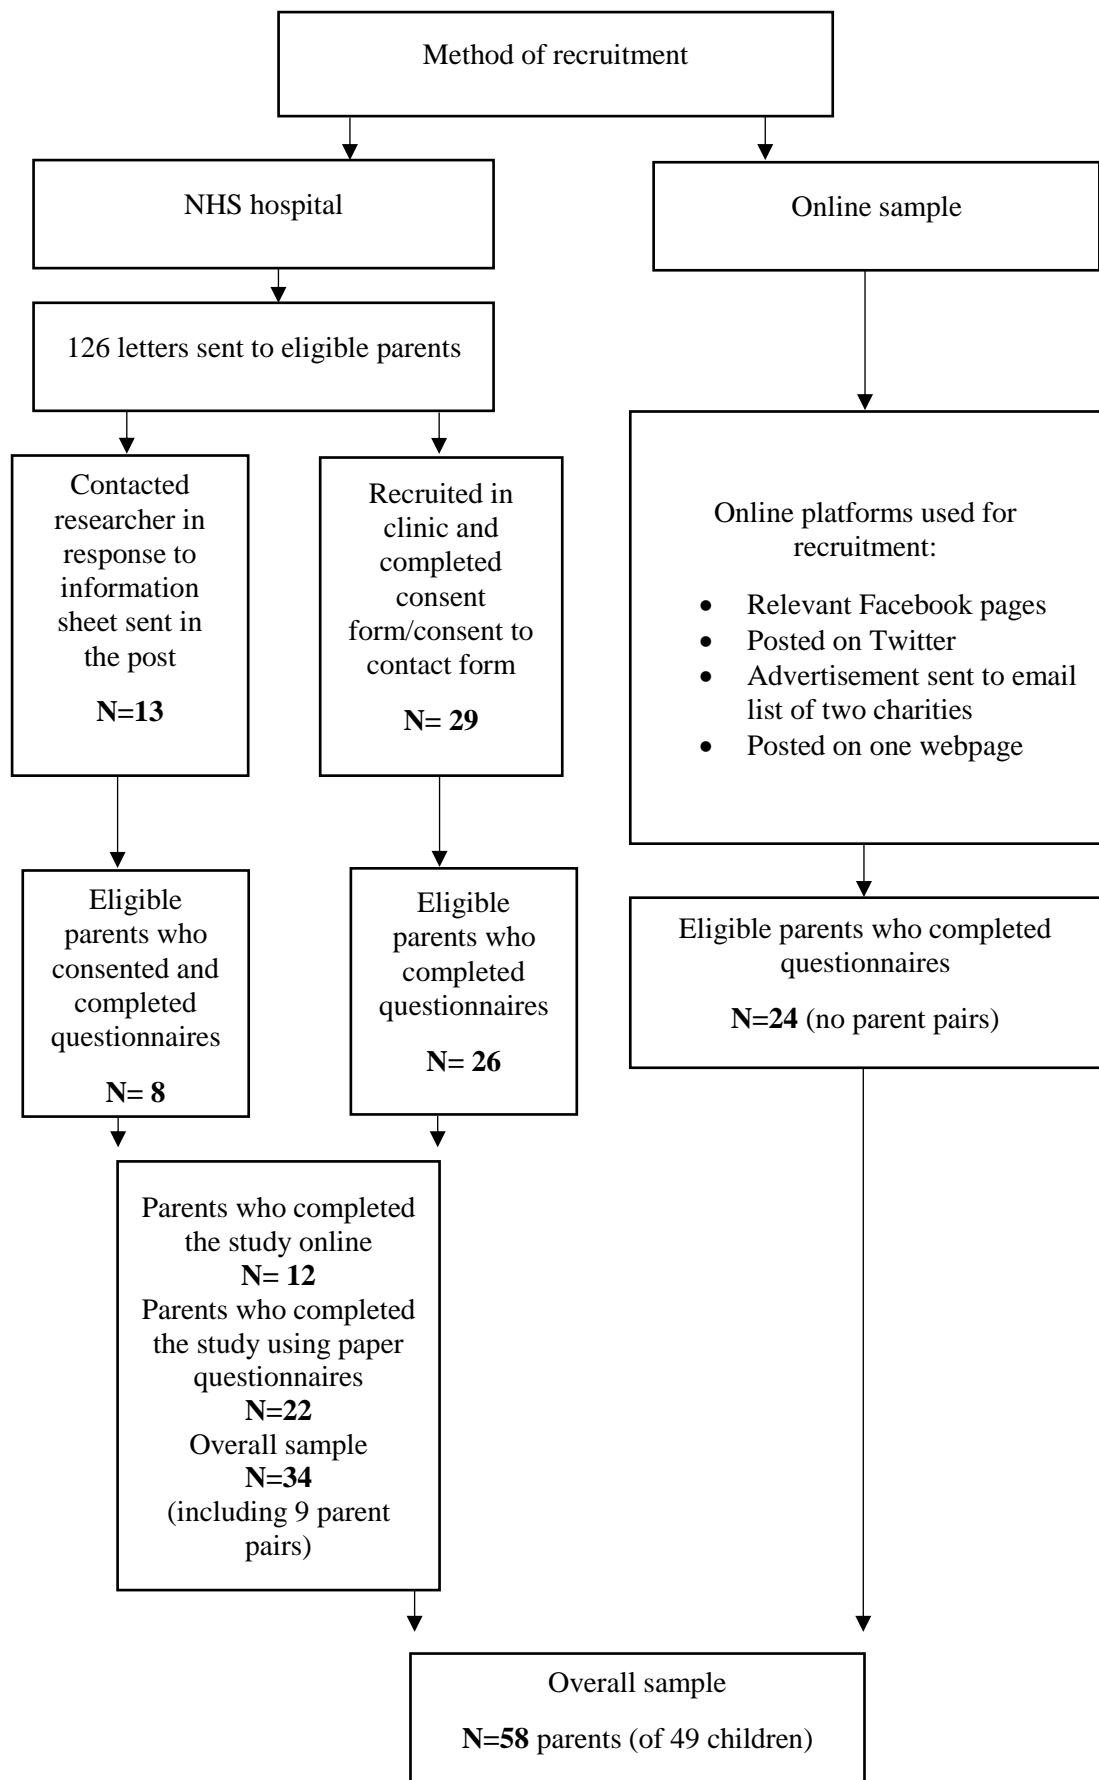 Method of recruitment
NHS hospital
Online sample
126 letters sent to eligible parents
Contacted
researcher in
response to
information
sheet sent in
the post
N=13
Recruited in
clinic and
completed
consent
form/consent to
contact form
N= 29
Online platforms used for
recruitment:
• Relevant Facebook pages
• Posted on Twitter
• Advertisement sent to email
list of two charities
• Posted on one webpage
Eligible
parents who
consented and
completed
questionnaires
N= 8
Eligible
parents who
completed
questionnaires
N= 26
Eligible parents who completed
questionnaires
N=24 (no parent pairs)
Parents who completed
the study online
N= 12
Parents who completed
the study using paper
questionnaires
N=22
Overall sample
N=34
(including 9 parent
pairs)
Overall sample
N=58 parents (of 49 children)